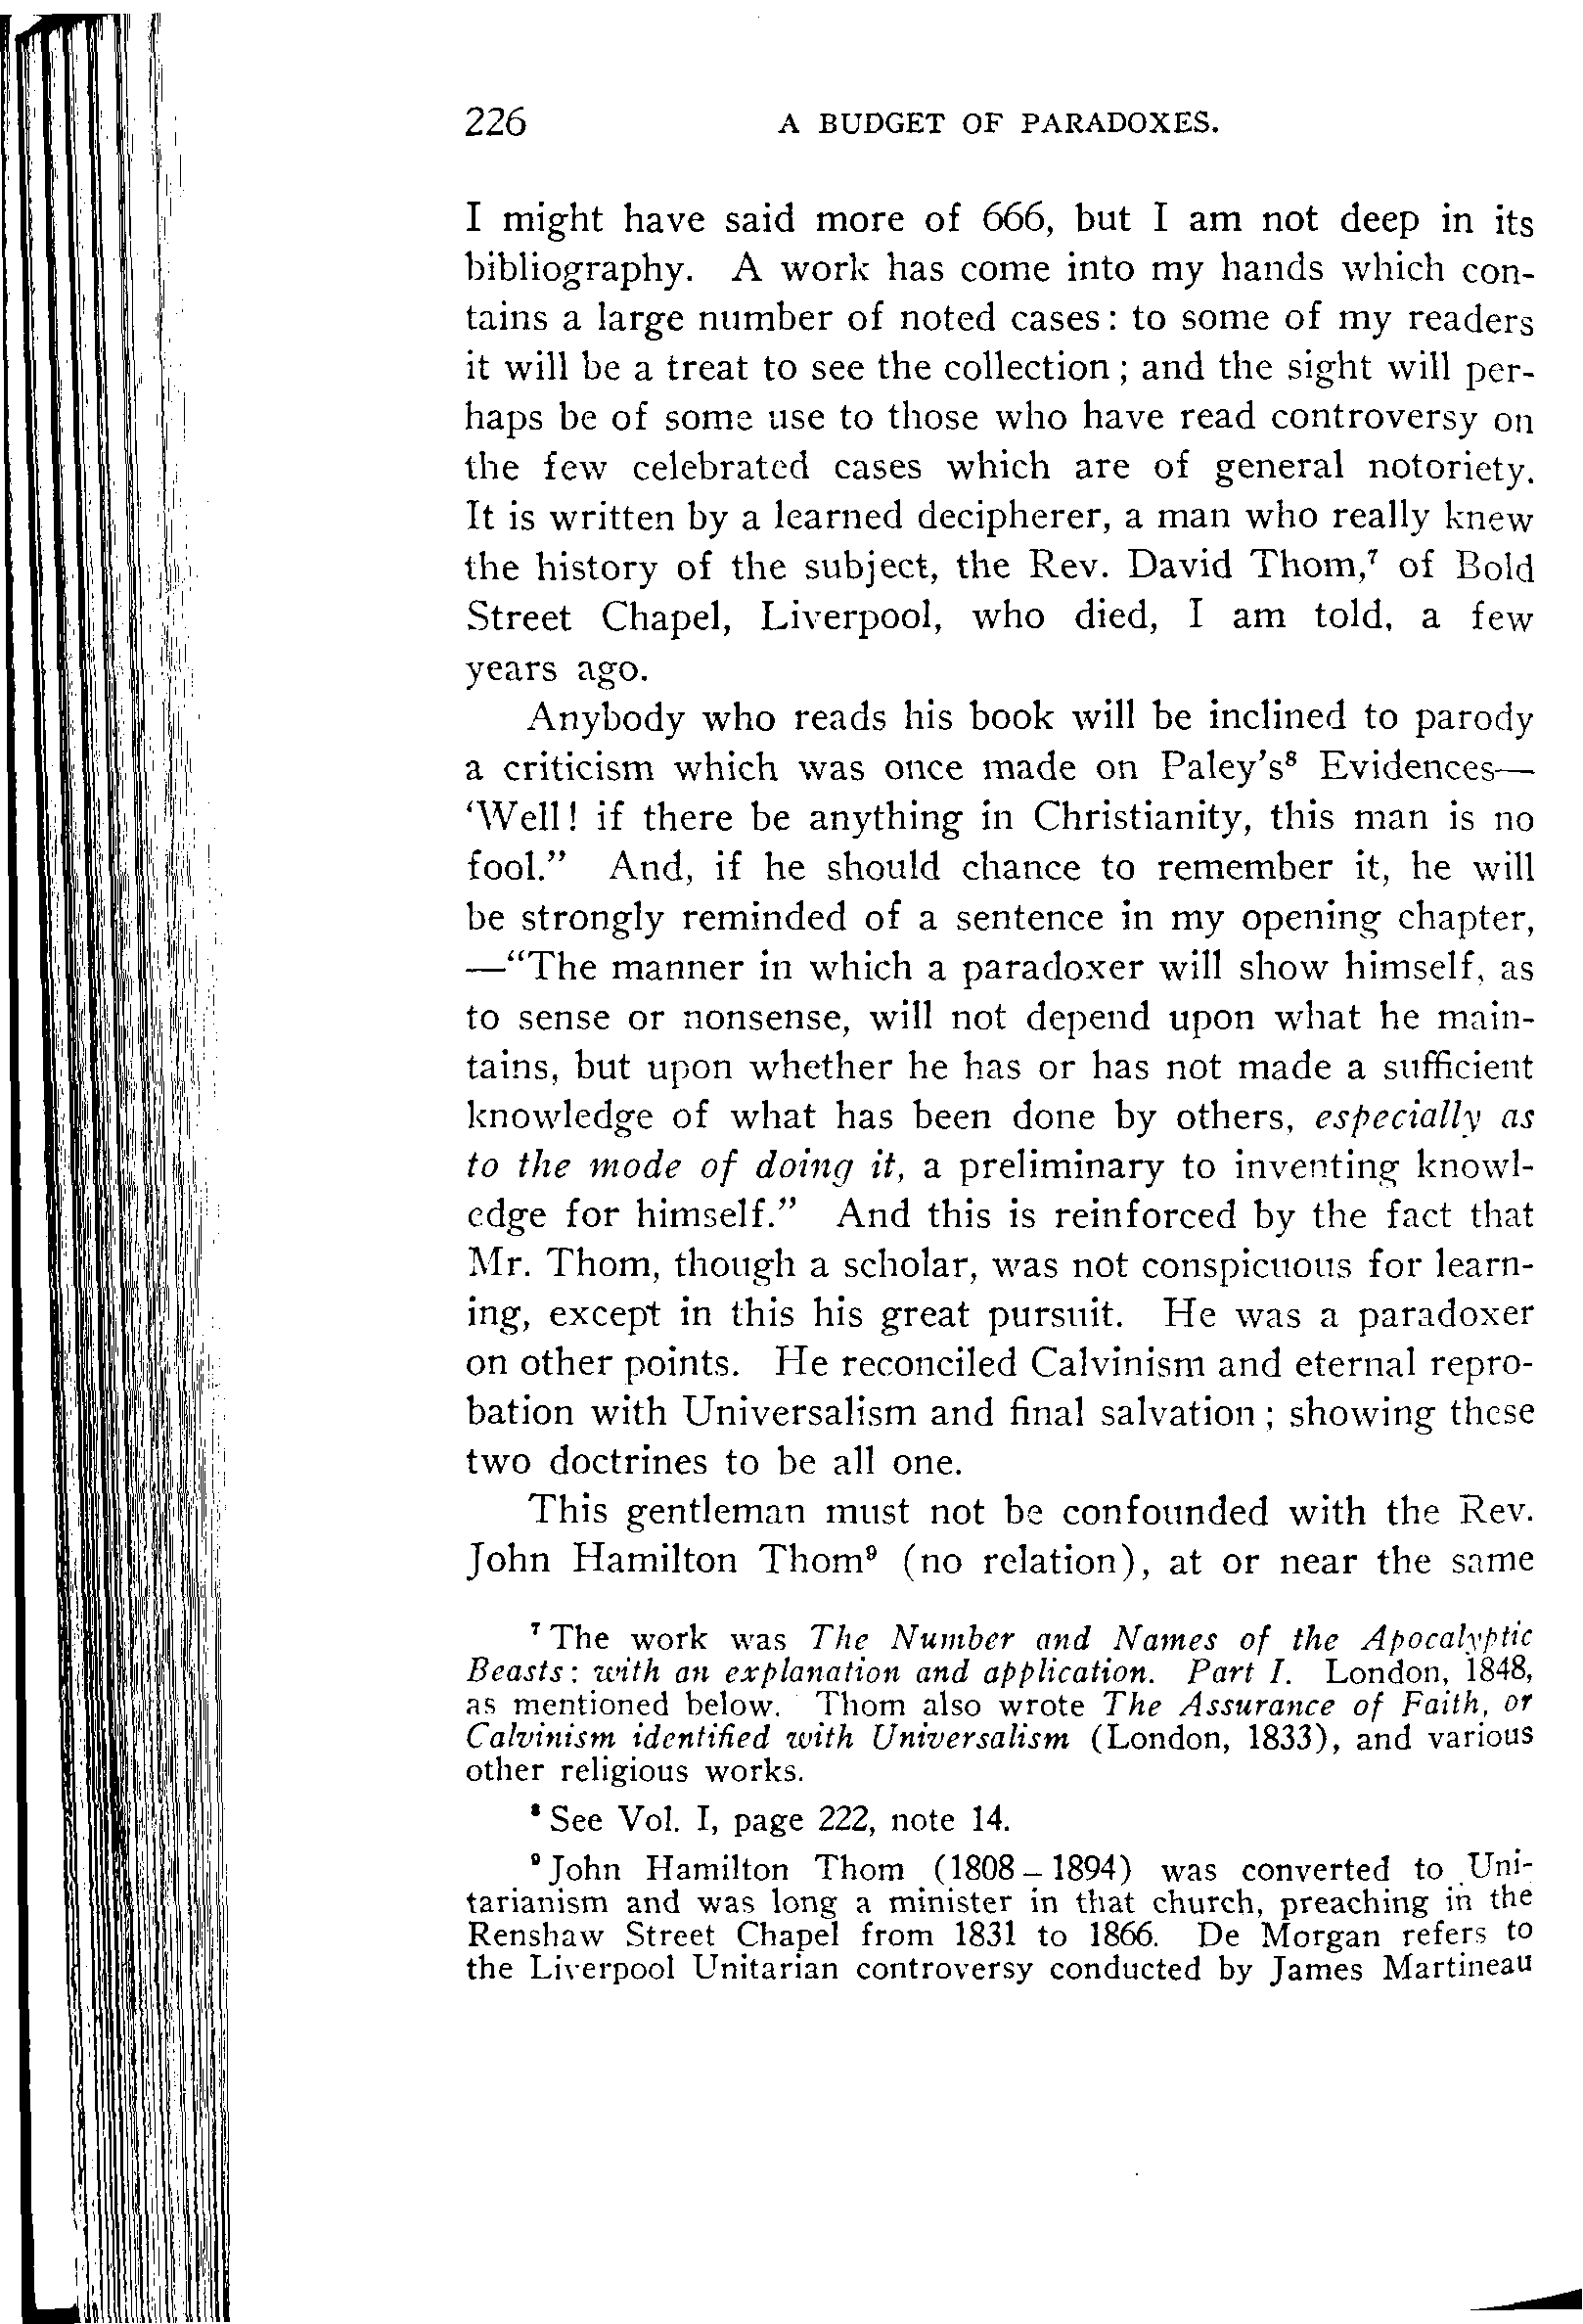 226 A BUDGET OF PARADOXES.
I might have said more of 666, but I am not deep in its
bibliography. A work has come into my hands which con-
tains a large number of noted cases: to some of my readers
it will be a treat to see the collection; and the sight will per-
haps be of some use to those who have read controversy on
the few celebrated cases which are of general notoriety.
It is written by a learned decipherer, a man who really knew
the history of the subject, the Rev. David Thom,⁷ of Bold
Street Chapel, Liverpool, who died, I am told, a few
years ago.
Anybody who reads his book will be inclined to parody
a criticism which was once made on Paley's⁸ Evidences—
'Well! if there be anything in Christianity, this man is no
fool." And, if he should chance to remember it, he will
be strongly reminded of a sentence in my opening chapter,
—"The manner in which a paradoxer will show himself, as
to sense or nonsense, will not depend upon what he main-
tains, but upon whether he has or has not made a sufficient
knowledge of what has been done by others, especially as
to the mode of doing it, a preliminary to inventing knowl-
edge for himself." And this is reinforced by the fact that
Mr. Thom, though a scholar, was not conspicuous for learn-
ing, except in this his great pursuit. He was a paradoxer
on other points. He reconciled Calvinism and eternal repro-
bation with Universalism and final salvation; showing these
two doctrines to be all one.
This gentleman must not be confounded with the Rev.
John Hamilton Thom⁹ (no relation), at or near the same
⁷ The work was The Number and Names of the Apocalyptic
Beasts: with an explanation and application. Part I. London, 1848,
as mentioned below. Thom also wrote The Assurance of Faith, or
Calvinism identified with Universalism (London, 1833), and various
other religious works.
⁸ See Vol. I, page 222, note 14.
⁹ John Hamilton Thom (1808–1894) was converted to Uni-
tarianism and was long a minister in that church, preaching in the
Renshaw Street Chapel from 1831 to 1866. De Morgan refers to
the Liverpool Unitarian controversy conducted by James Martineau